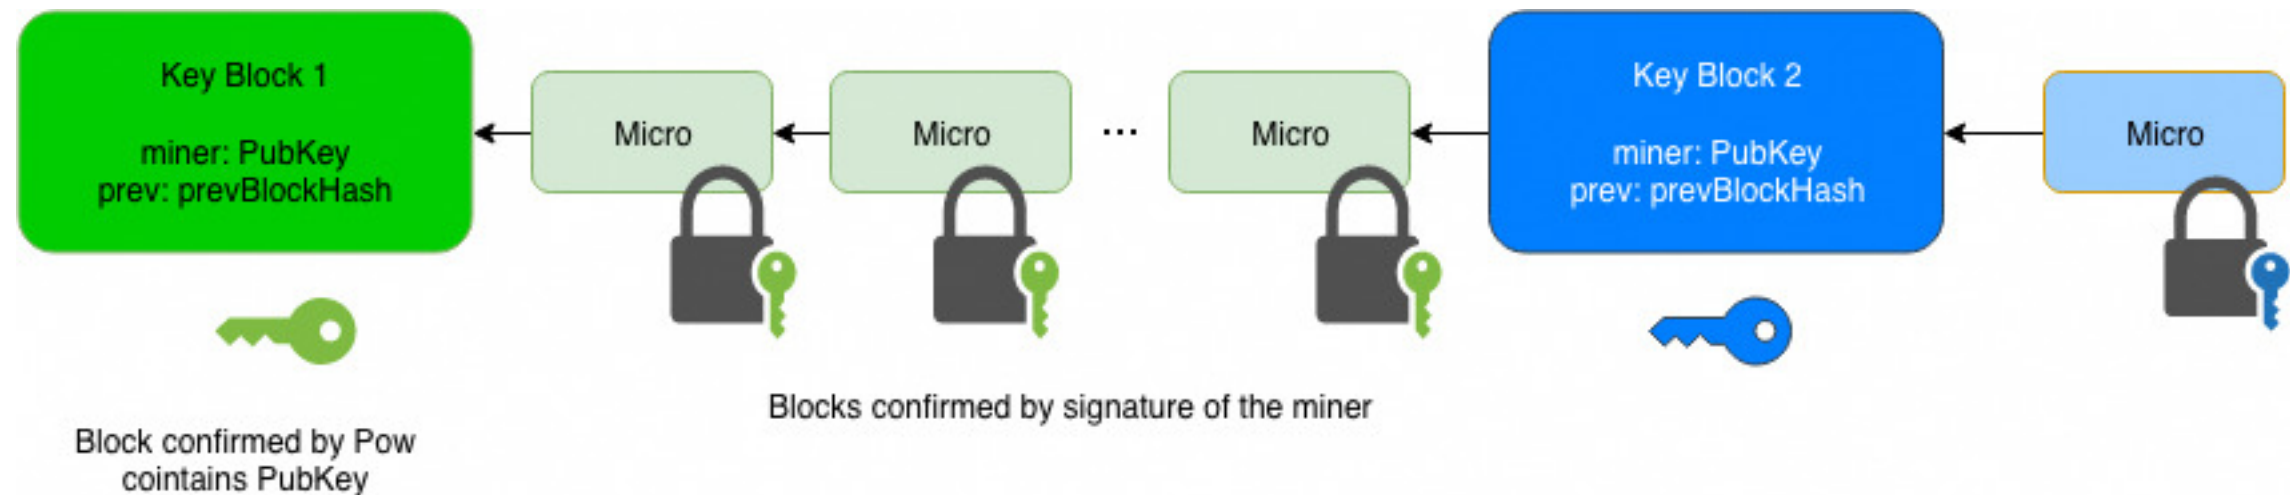 Key Block 1
miner: PubKey
prev: prevBlockHash
Micro
Micro
...
Micro
Key Block 2
miner: PubKey
prev: prevBlockHash
Micro
Blocks confirmed by signature of the miner
Block confirmed by Pow
cointains PubKey